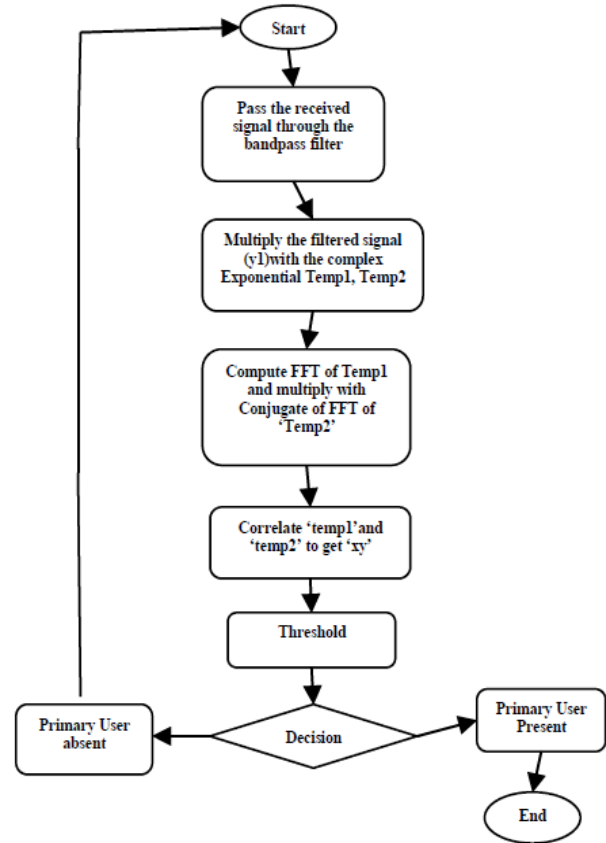 Start
Pass the received
signal through the
bandpass filter
Multiply the filtered signal
(y1)with the complex
Exponential Temp1, Temp2
Compute FFT of Temp1
and multiply with
Conjugate of FFT of
‘Temp2’
Correlate ‘temp1’and
‘temp2’ to get ‘xy’
Threshold
Primary User
absent
Decision
Primary User
Present
End